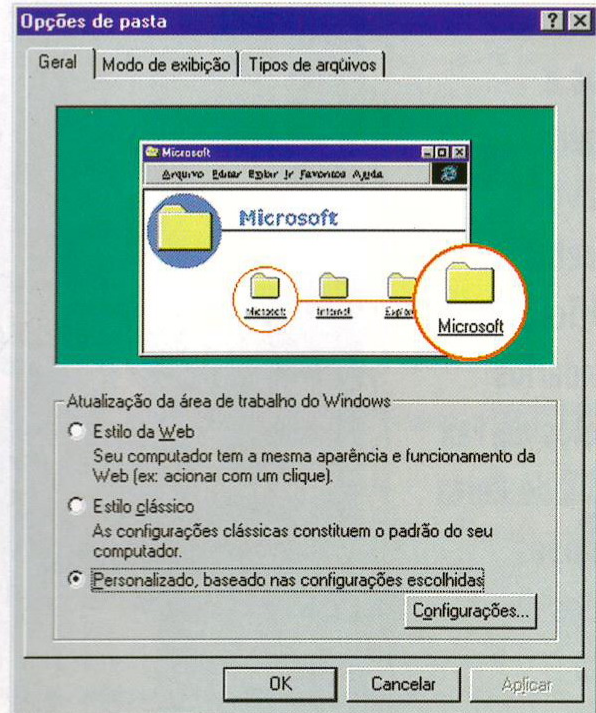 Opções de pasta
Geral
Modo de exibição
Tipos de arquivos
Microsoft
Arquivo Editar Exibir Ir Favoritos Ajuda
Microsoft
Microsoft
Internet
Explorer
Microsoft
Atualização da área de trabalho do Windows
Estilo da Web
Seu computador tem a mesma aparência e funcionamento da
Web (ex: acionar com um clique).
Estilo clássico
As configurações clássicas constituem o padrão do seu
computador.
Personalizado, baseado nas configurações escolhidas
Configurações...
OK
Cancelar
Aplicar